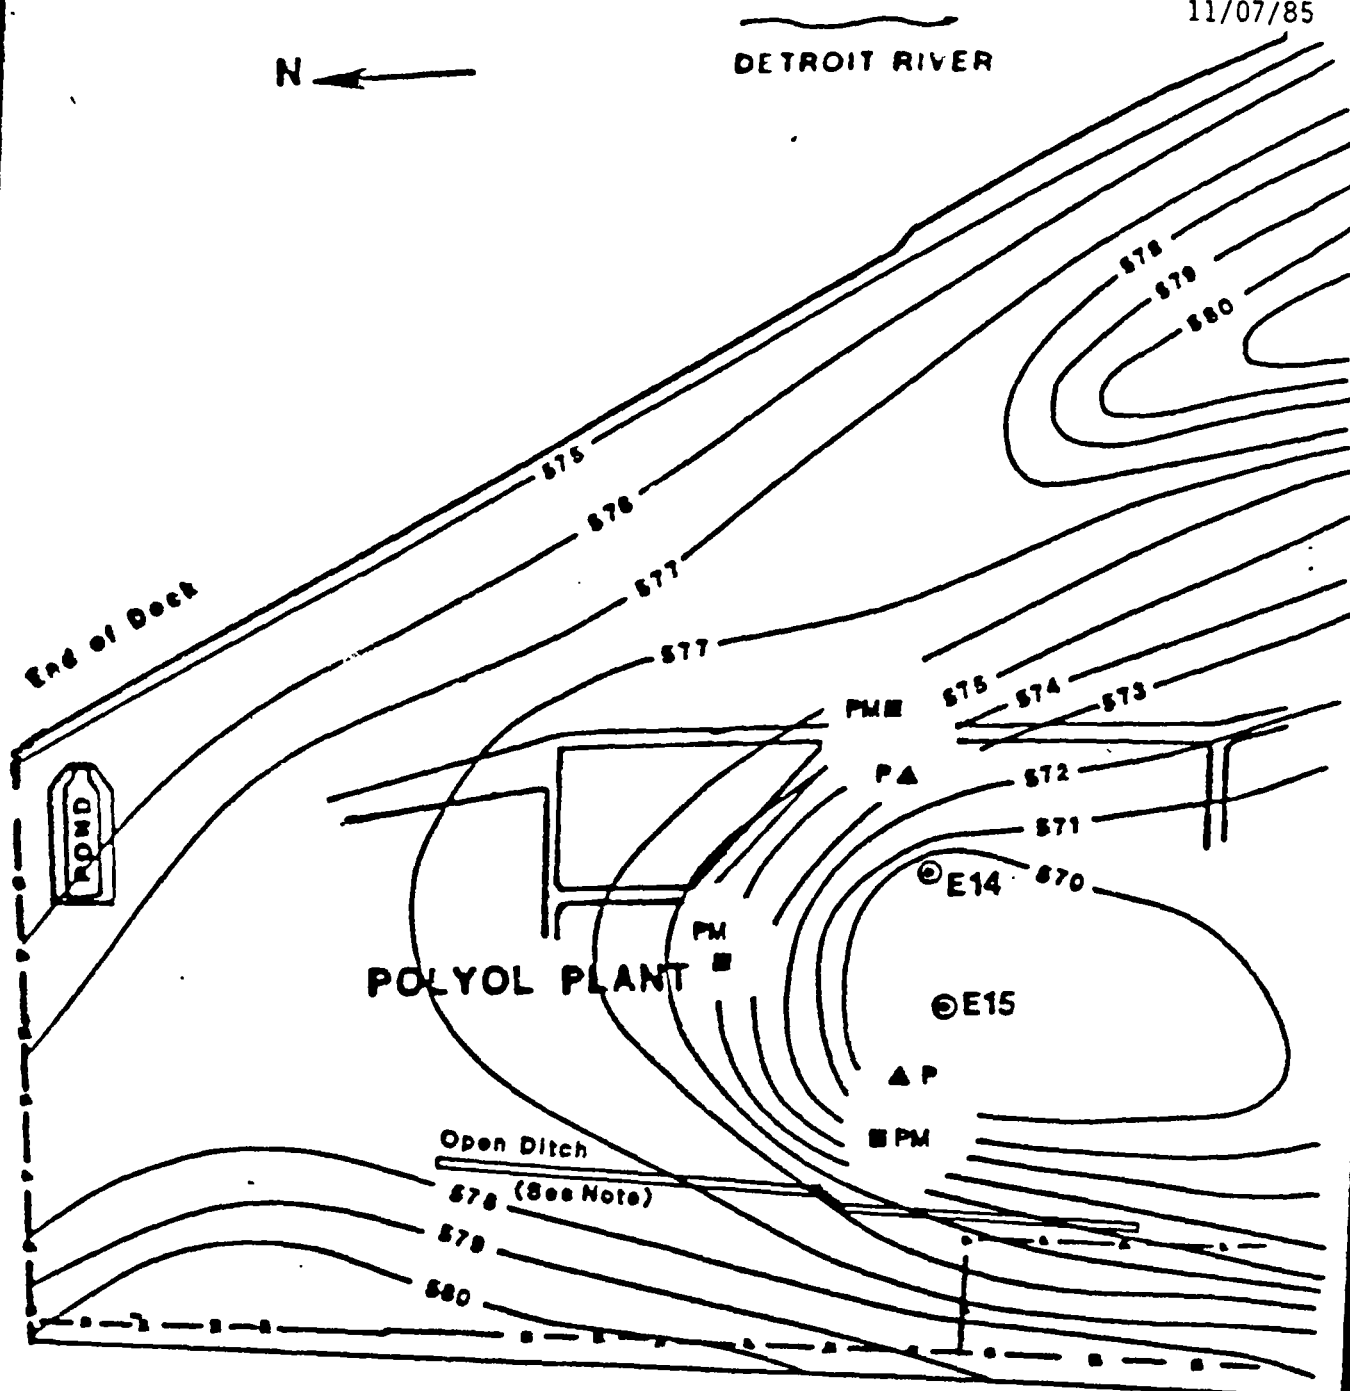 11/07/85
DETROIT RIVER
N
578
579
580
575
576
End of Dock
577
577
575
574
573
PM
P
572
571
570
E14
POND
PM
POLYOL PLANT
E15
P
PM
Open Ditch
(See Note)
578
579
580